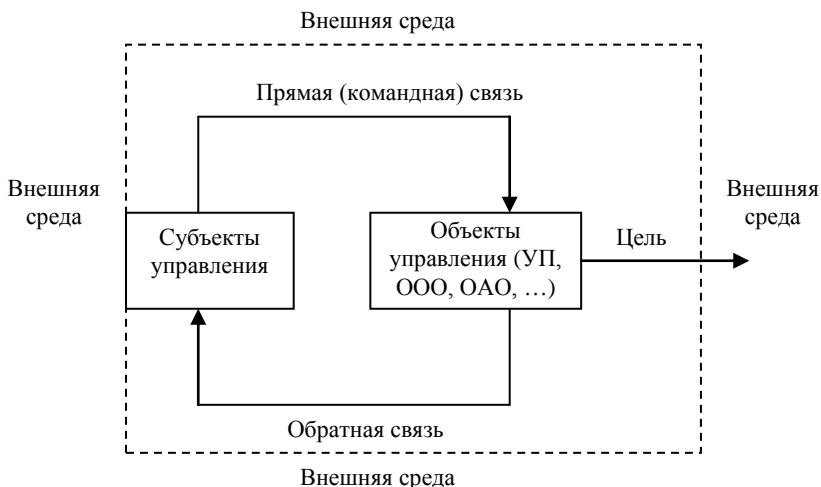 Внешняя среда
Прямая (командная) связь
Внешняя
среда
Субъекты
управления
Объекты
управления (УП,
ООО, ОАО, …)
Цель
Внешняя
среда
Обратная связь
Внешняя среда